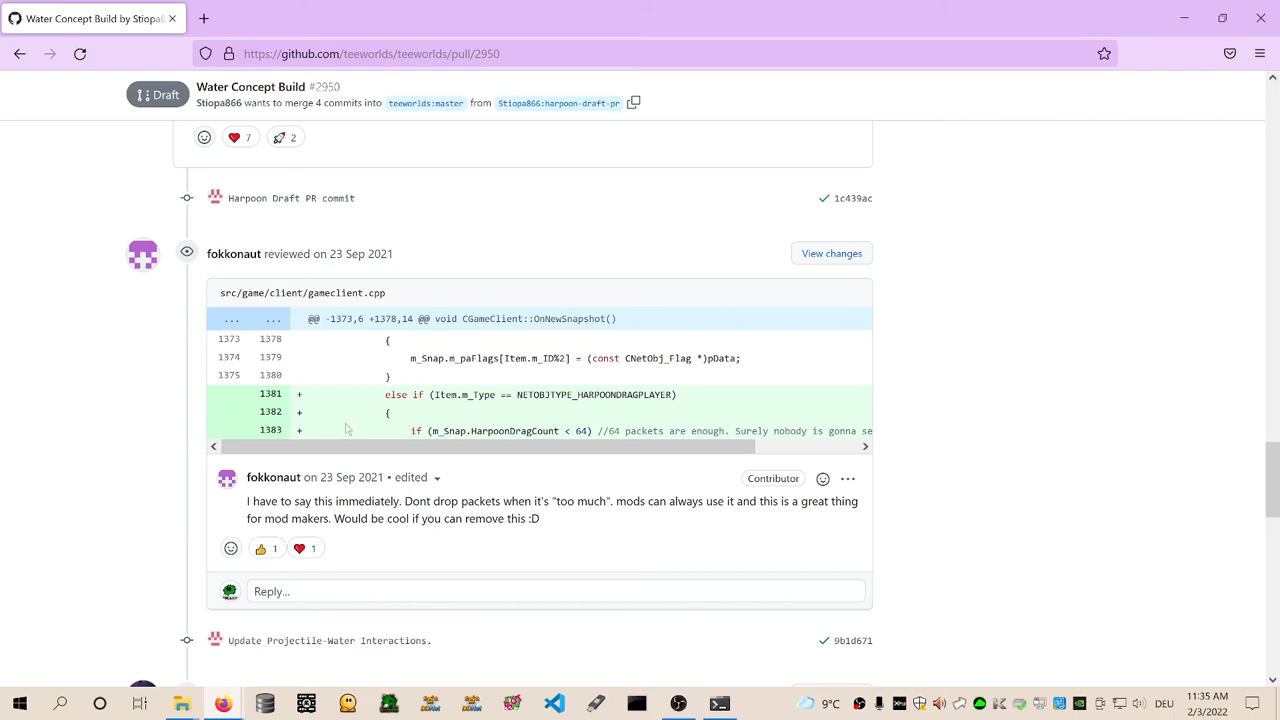 Water Concept Build by Stiopa8
https://github.com/teeworlds/teeworlds/pull/2950
Draft
Water Concept Build #2950
Stiopa866 wants to merge 4 commits into teeworlds:master from Stiopa866:harpoon-draft-pr
7
2
Harpoon Draft PR commit
1c439ac
fokkonaut reviewed on 23 Sep 2021
View changes
src/game/client/gameclient.cpp
... ... @@ -1373,6 +1378,14 @@ void CGameClient::OnNewSnapshot()
1373 1378 {
1374 1379 m_Snap.m_paFlags[Item.m_ID%2] = (const CNetObj_Flag *)pData;
1375 1380 }
1381 + else if (Item.m_Type == NETOBJTYPE_HARPOONDRAGPLAYER)
1382 + {
1383 + if (m_Snap.HarpoonDragCount < 64) //64 packets are enough. Surely nobody is gonna se
fokkonaut on 23 Sep 2021 • edited
Contributor
I have to say this immediately. Dont drop packets when it's "too much". mods can always use it and this is a great thing
for mod makers. Would be cool if you can remove this :D
1
1
Reply...
Update Projectile-Water Interactions.
9b1d671
9°C
DEU
11:35 AM
2/3/2022